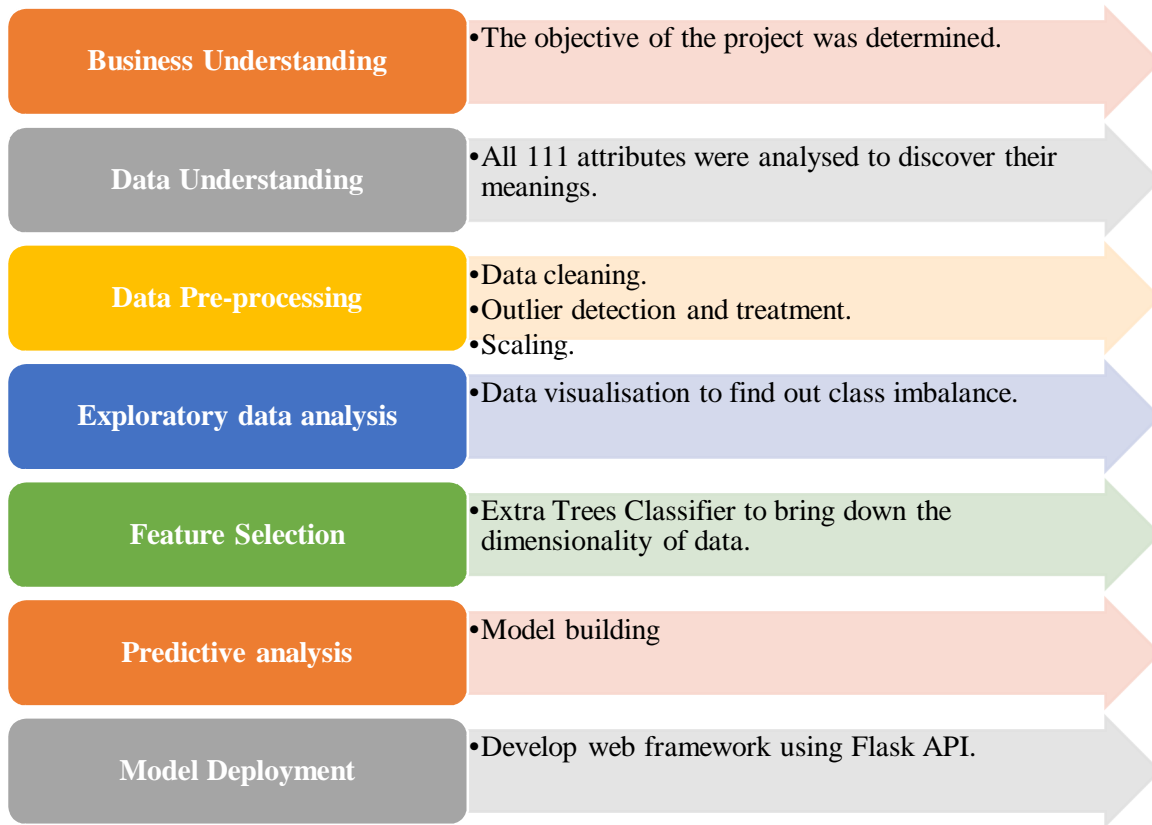 Business Understanding
•The objective of the project was determined.
Data Understanding
•All 111 attributes were analysed to discover their
meanings.
Data Pre-processing
•Data cleaning.
•Outlier detection and treatment.
•Scaling.
Exploratory data analysis
•Data visualisation to find out class imbalance.
Feature Selection
•Extra Trees Classifier to bring down the
dimensionality of data.
Predictive analysis
•Model building
Model Deployment
•Develop web framework using Flask API.